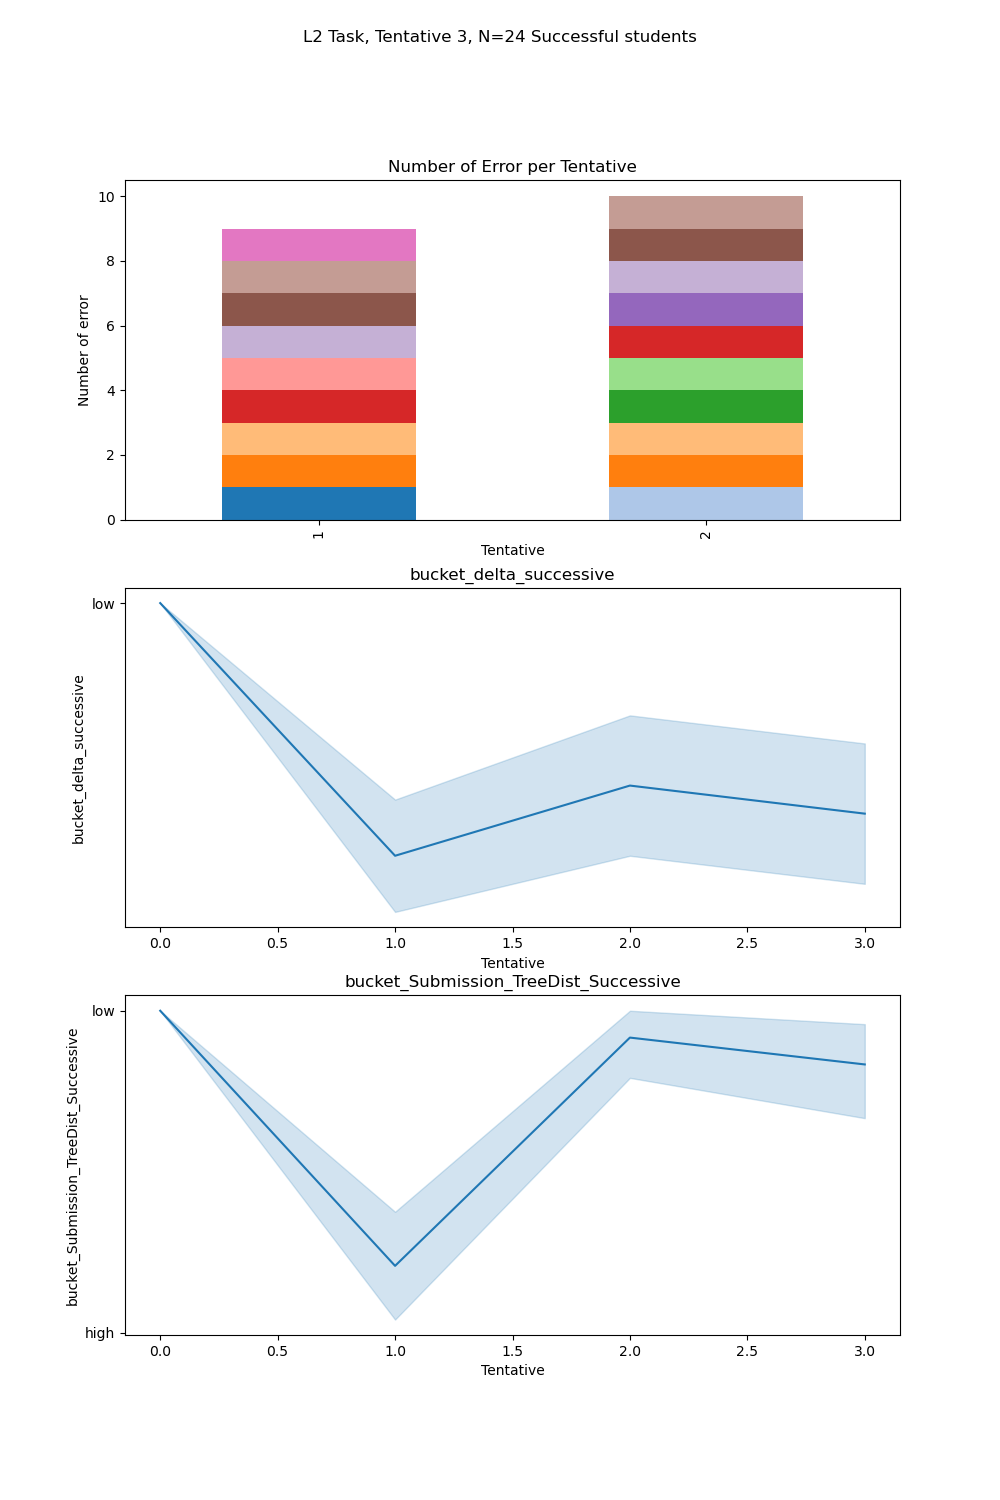 L2 Task, Tentative 3, N=24 Successful students
Number of Error per Tentative
Number of error
10
8
6
4
2
0
1
2
Tentative
bucket_delta_successive
bucket_delta_successive
low
0.0 0.5 1.0 1.5 2.0 2.5 3.0
Tentative
bucket_Submission_TreeDist_Successive
bucket_Submission_TreeDist_Successive
low
high
0.0 0.5 1.0 1.5 2.0 2.5 3.0
Tentative